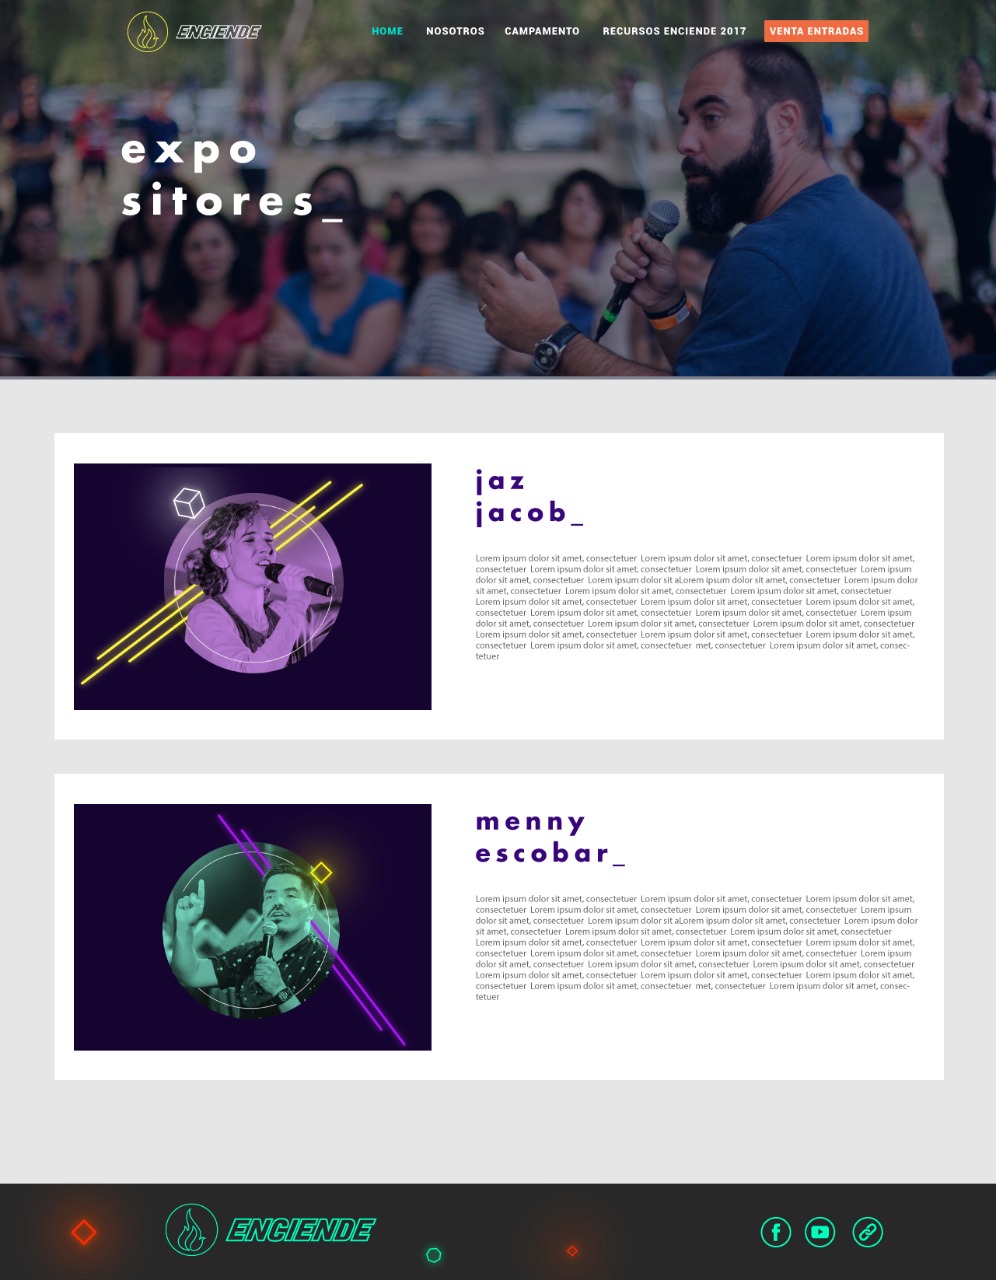 ENCIENDE
HOME NOSOTROS CAMPAMENTO RECURSOS ENCIENDE 2017 VENTA ENTRADAS
expo
sitores_
jaz
jacob_
Lorem ipsum dolor sit amet, consectetuer Lorem ipsum dolor sit amet, consectetuer Lorem ipsum dolor sit amet,
consectetuer Lorem ipsum dolor sit amet, consectetuer Lorem ipsum dolor sit amet, consectetuer Lorem ipsum
dolor sit amet, consectetuer Lorem ipsum dolor sit aLorem ipsum dolor sit amet, consectetuer Lorem ipsum dolor
sit amet, consectetuer Lorem ipsum dolor sit amet, consectetuer Lorem ipsum dolor sit amet, consectetuer
Lorem ipsum dolor sit amet, consectetuer Lorem ipsum dolor sit amet, consectetuer Lorem ipsum dolor sit amet,
consectetuer Lorem ipsum dolor sit amet, consectetuer Lorem ipsum dolor sit amet, consectetuer Lorem ipsum
dolor sit amet, consectetuer Lorem ipsum dolor sit amet, consectetuer Lorem ipsum dolor sit amet, consectetuer
Lorem ipsum dolor sit amet, consectetuer Lorem ipsum dolor sit amet, consectetuer Lorem ipsum dolor sit amet,
consectetuer Lorem ipsum dolor sit amet, consectetuer met, consectetuer Lorem ipsum dolor sit amet, consec-
tetuer
menny
escobar_
Lorem ipsum dolor sit amet, consectetuer Lorem ipsum dolor sit amet, consectetuer Lorem ipsum dolor sit amet,
consectetuer Lorem ipsum dolor sit amet, consectetuer Lorem ipsum dolor sit amet, consectetuer Lorem ipsum
dolor sit amet, consectetuer Lorem ipsum dolor sit aLorem ipsum dolor sit amet, consectetuer Lorem ipsum dolor
sit amet, consectetuer Lorem ipsum dolor sit amet, consectetuer Lorem ipsum dolor sit amet, consectetuer
Lorem ipsum dolor sit amet, consectetuer Lorem ipsum dolor sit amet, consectetuer Lorem ipsum dolor sit amet,
consectetuer Lorem ipsum dolor sit amet, consectetuer Lorem ipsum dolor sit amet, consectetuer Lorem ipsum
dolor sit amet, consectetuer Lorem ipsum dolor sit amet, consectetuer Lorem ipsum dolor sit amet, consectetuer
Lorem ipsum dolor sit amet, consectetuer Lorem ipsum dolor sit amet, consectetuer Lorem ipsum dolor sit amet,
consectetuer Lorem ipsum dolor sit amet, consectetuer met, consectetuer Lorem ipsum dolor sit amet, consec-
tetuer
ENCIENDE